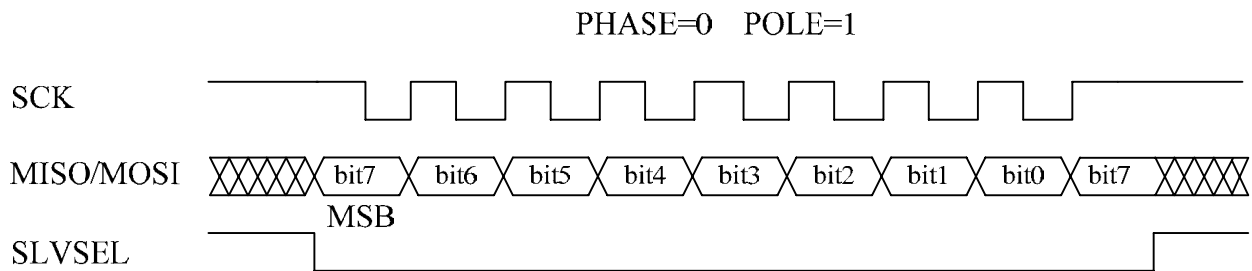 PHASE=0 POLE=1
SCK
MISO/MOSI bit7 bit6 bit5 bit4 bit3 bit2 bit1 bit0 bit7
MSB
SLVSEL